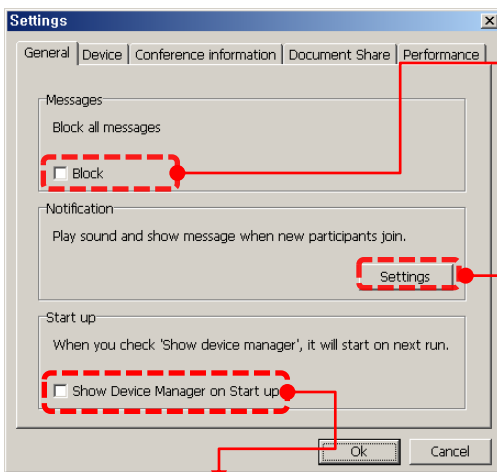 Settings
General Device Conference information Document Share Performance
Messages
Block all messages
Block
Notification
Play sound and show message when new participants join.
Settings
Start up
When you check 'Show device manager', it will start on next run.
Show Device Manager on Start up
Ok Cancel